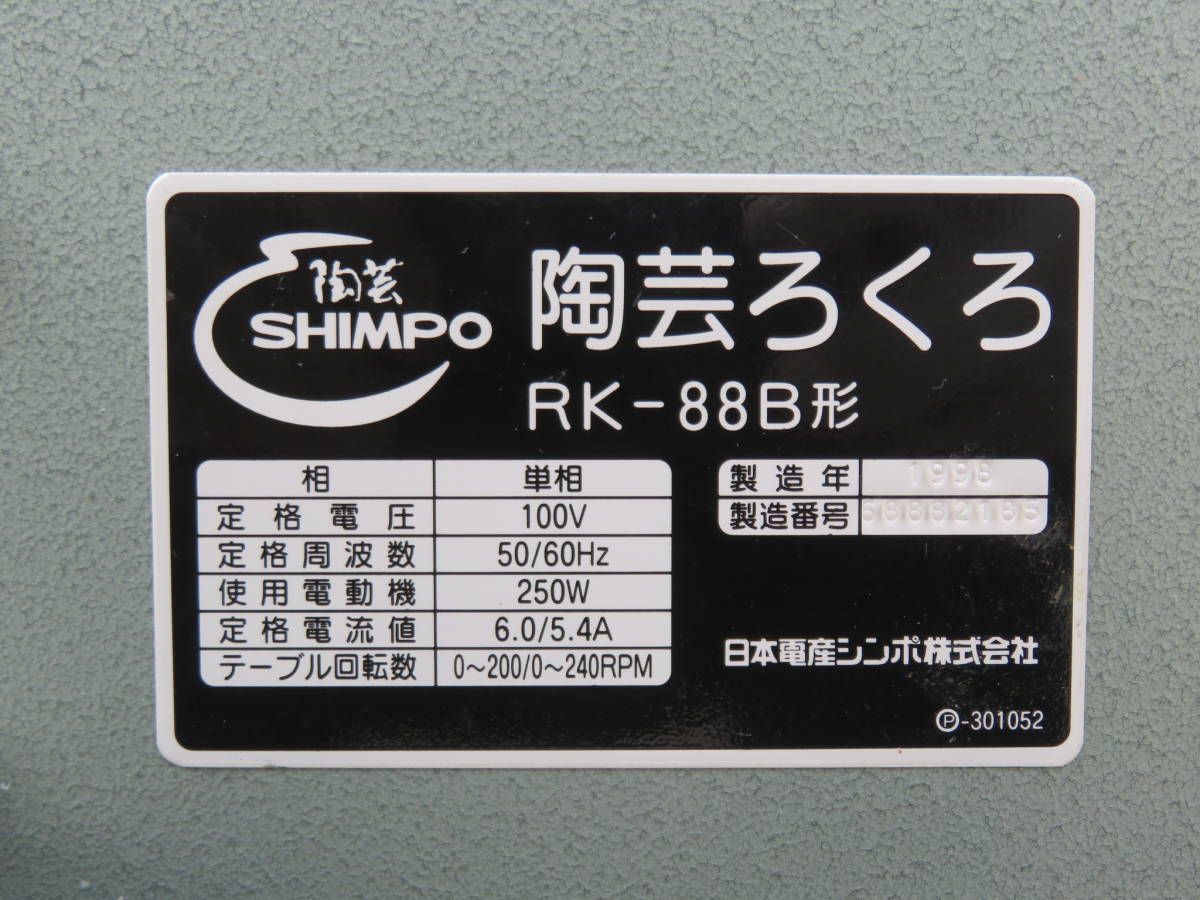 陶芸
SHIMPO
陶芸ろくろ
RK-88B形
相 単相
定格電圧 100V
定格周波数 50/60Hz
使用電動機 250W
定格電流値 6.0/5.4A
テーブル回転数 0～200/0～240RPM
製造年 1998
製造番号
日本電産シンポ株式会社
Ⓟ-301052